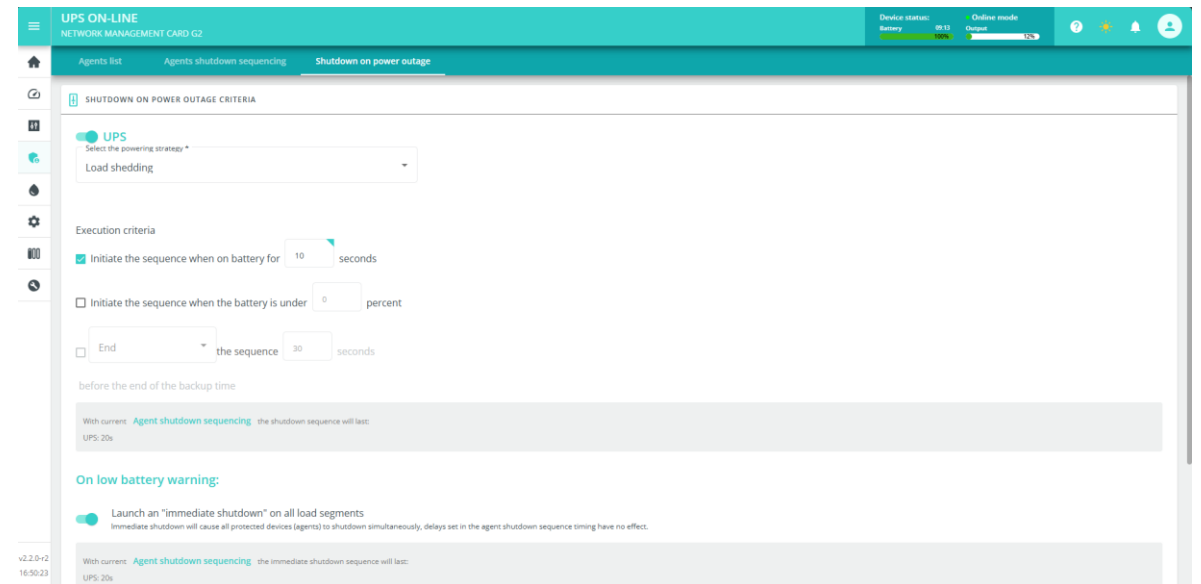 UPS ON-LINE
NETWORK MANAGEMENT CARD G2
Device status:
Online mode
Battery 09:13 Output
100% 12%
Agents list Agents shutdown sequencing Shutdown on power outage
SHUTDOWN ON POWER OUTAGE CRITERIA
UPS
Select the powering strategy *
Load shedding
Execution criteria
Initiate the sequence when on battery for 10 seconds
Initiate the sequence when the battery is under 0 percent
End the sequence 30 seconds
before the end of the backup time
With current Agent shutdown sequencing the shutdown sequence will last:
UPS: 20s
On low battery warning:
Launch an "immediate shutdown" on all load segments
Immediate shutdown will cause all protected devices (agents) to shutdown simultaneously, delays set in the agent shutdown sequence timing have no effect.
With current Agent shutdown sequencing the immediate shutdown sequence will last:
UPS: 20s
v2.2.0-r2
16:50:23